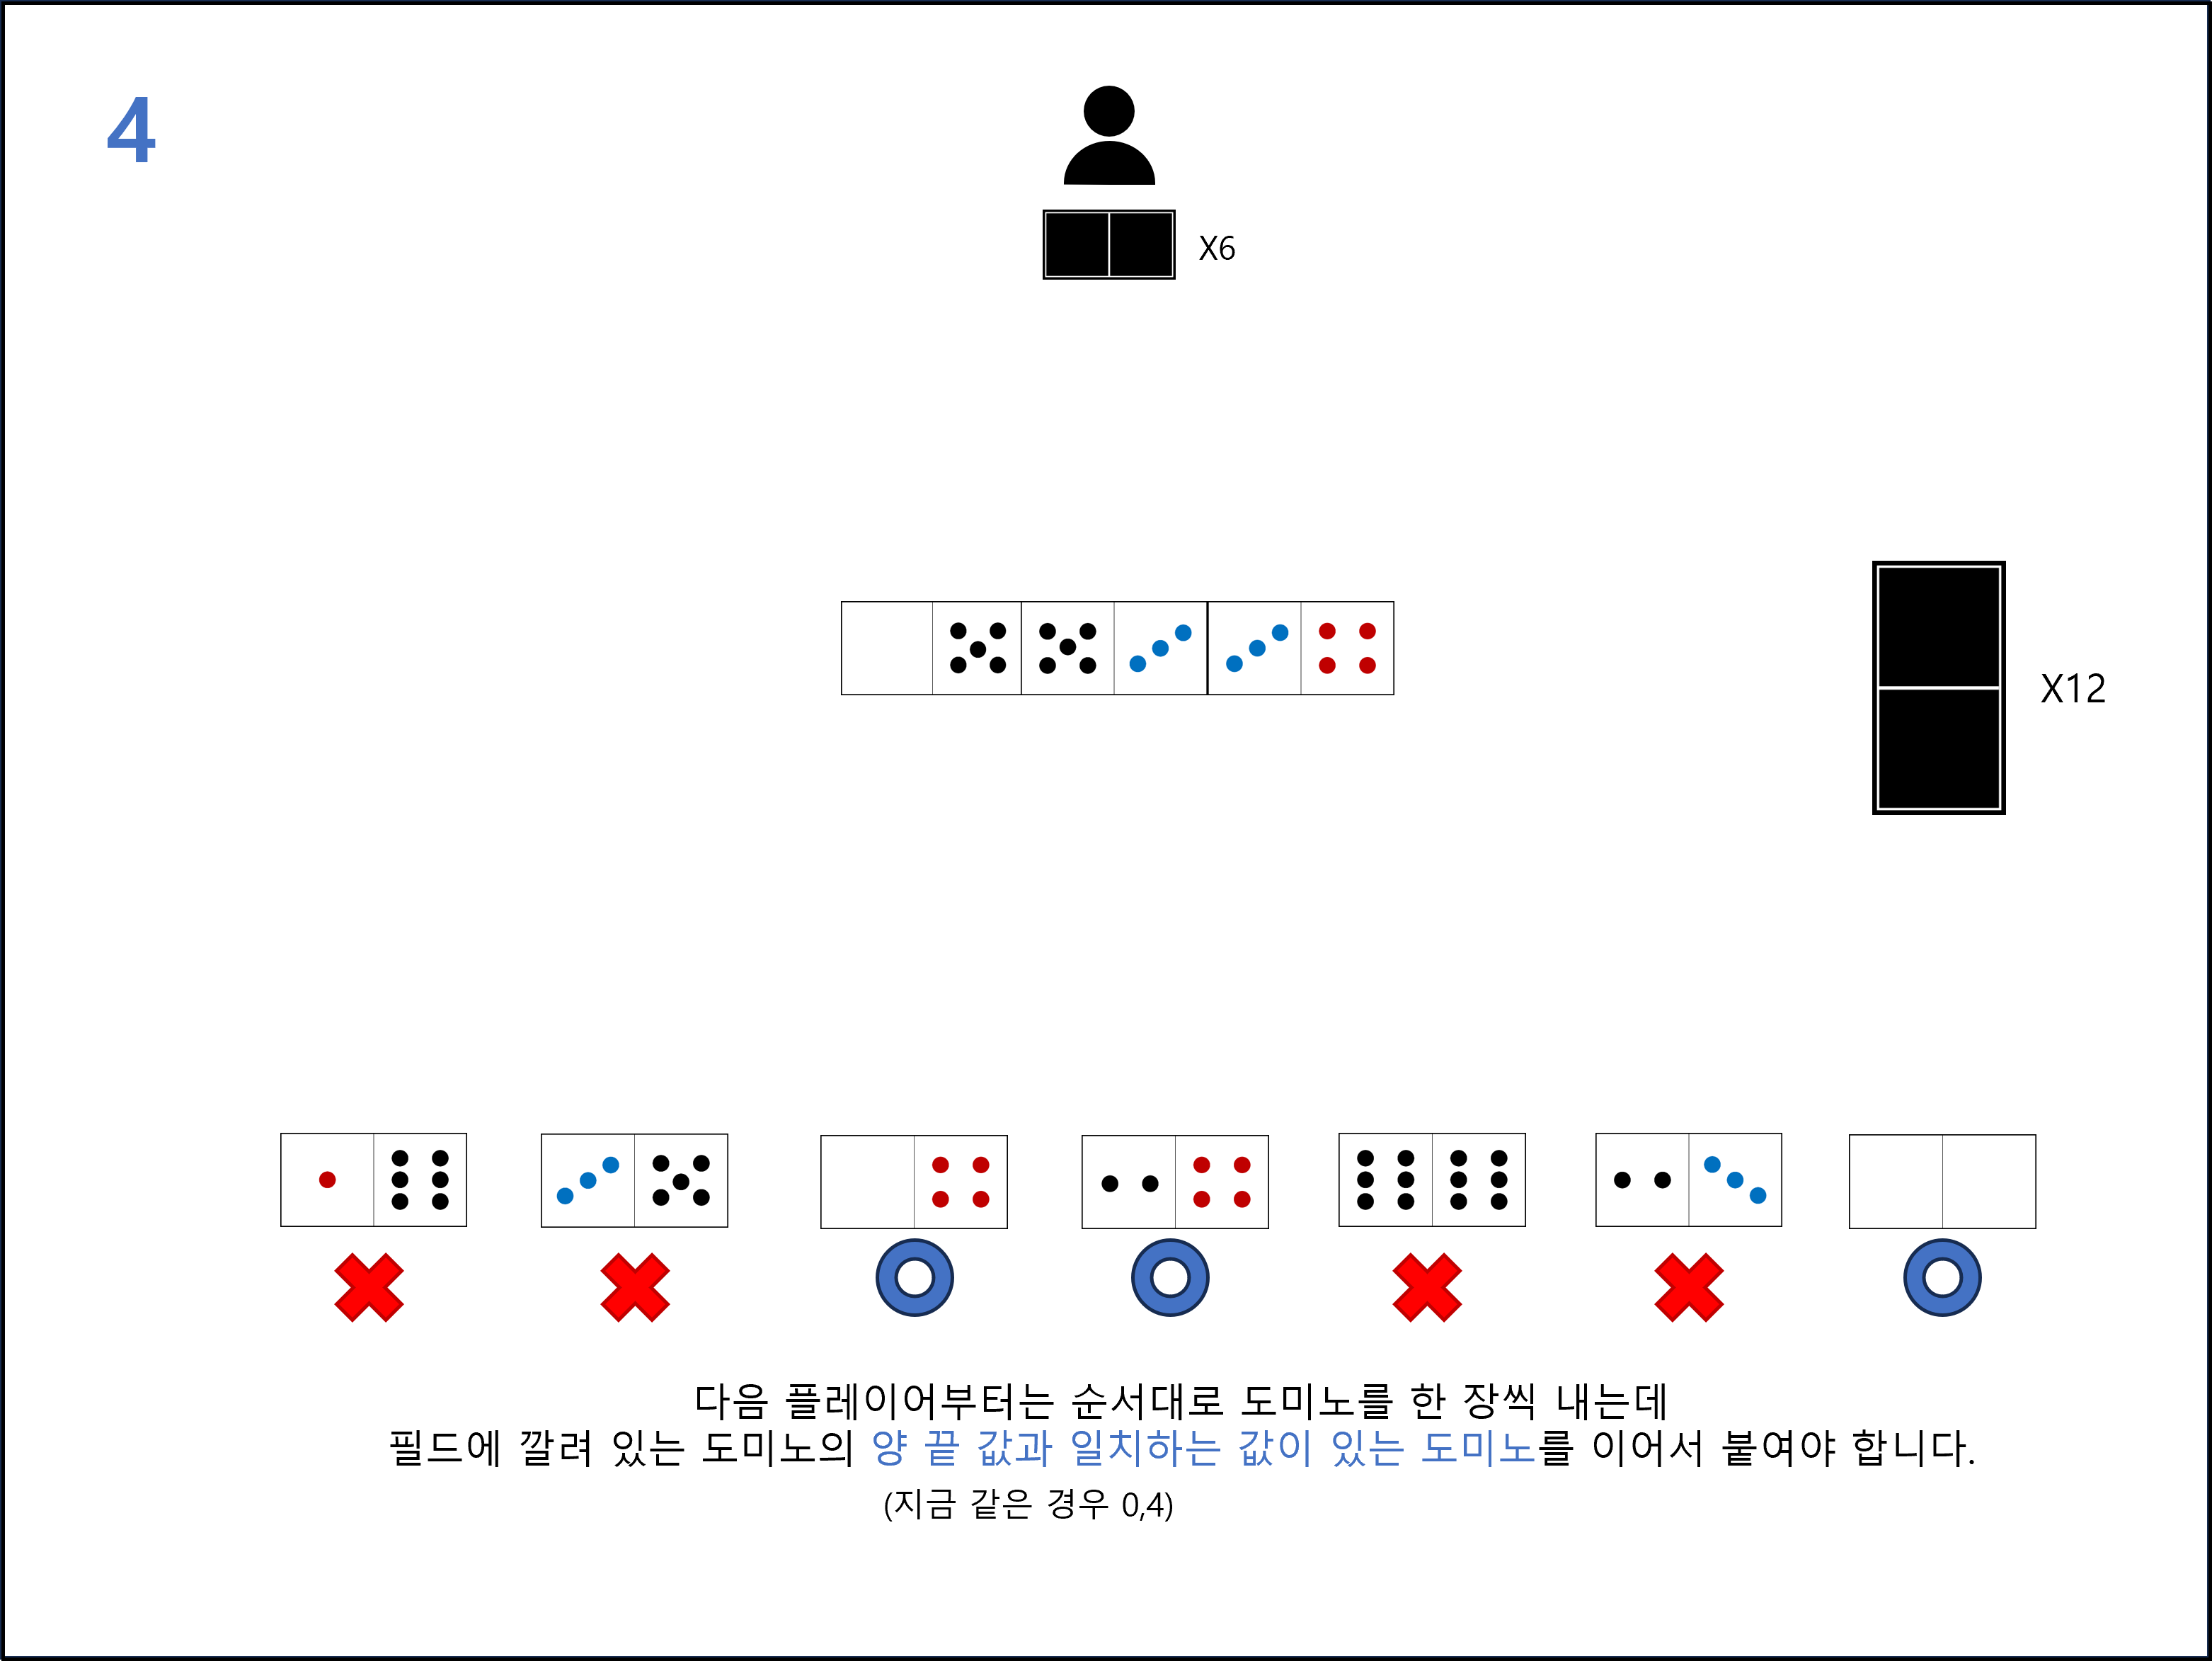 4
X6
X12
다음 플레이어부터는 순서대로 도미노를 한 장씩 내는데
필드에 깔려 있는 도미노의 양 끝 값과 일치하는 값이 있는 도미노를 이어서 붙여야 합니다.
(지금 같은 경우 0,4)